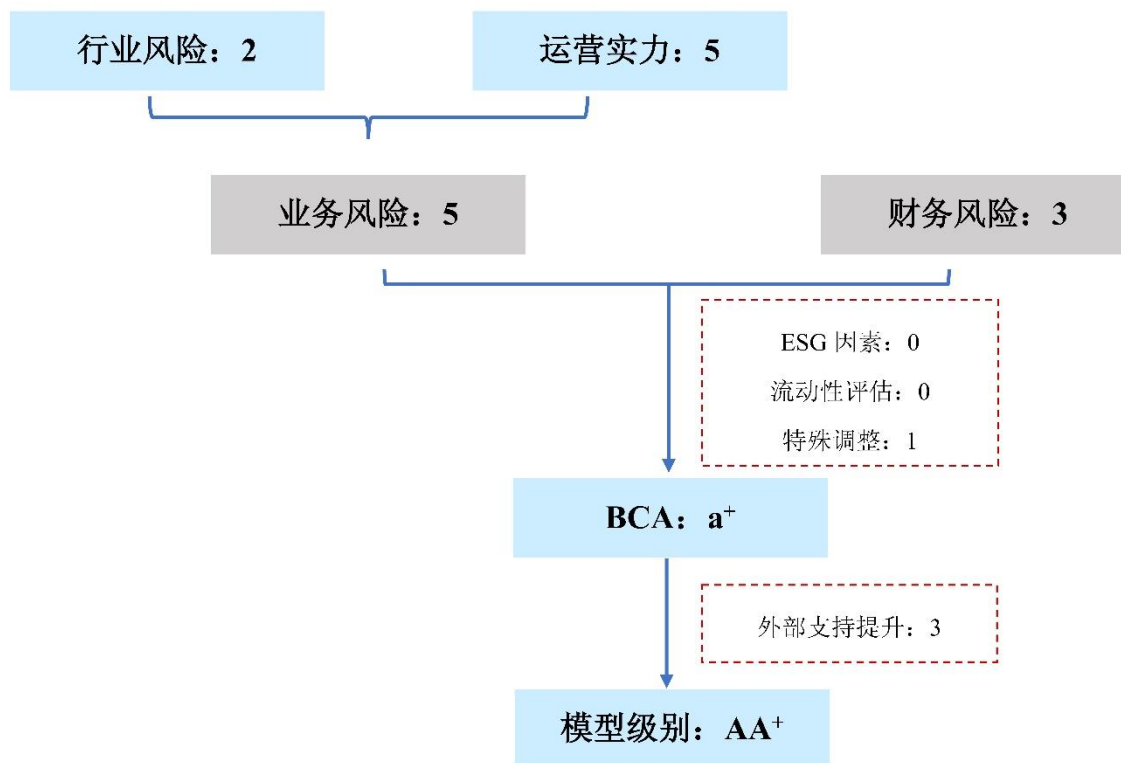 行业风险：2
运营实力：5
业务风险：5
财务风险：3
ESG 因素：0
流动性评估：0
特殊调整：1
BCA：a⁺
外部支持提升：3
模型级别：AA⁺